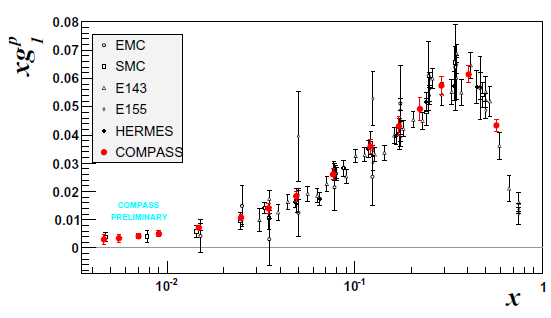 xg₁ᵖ
0.08
0.07
0.06
0.05
0.04
0.03
0.02
0.01
0
EMC
SMC
E143
E155
HERMES
COMPASS
COMPASS
PRELIMINARY
10⁻²
10⁻¹
1
x